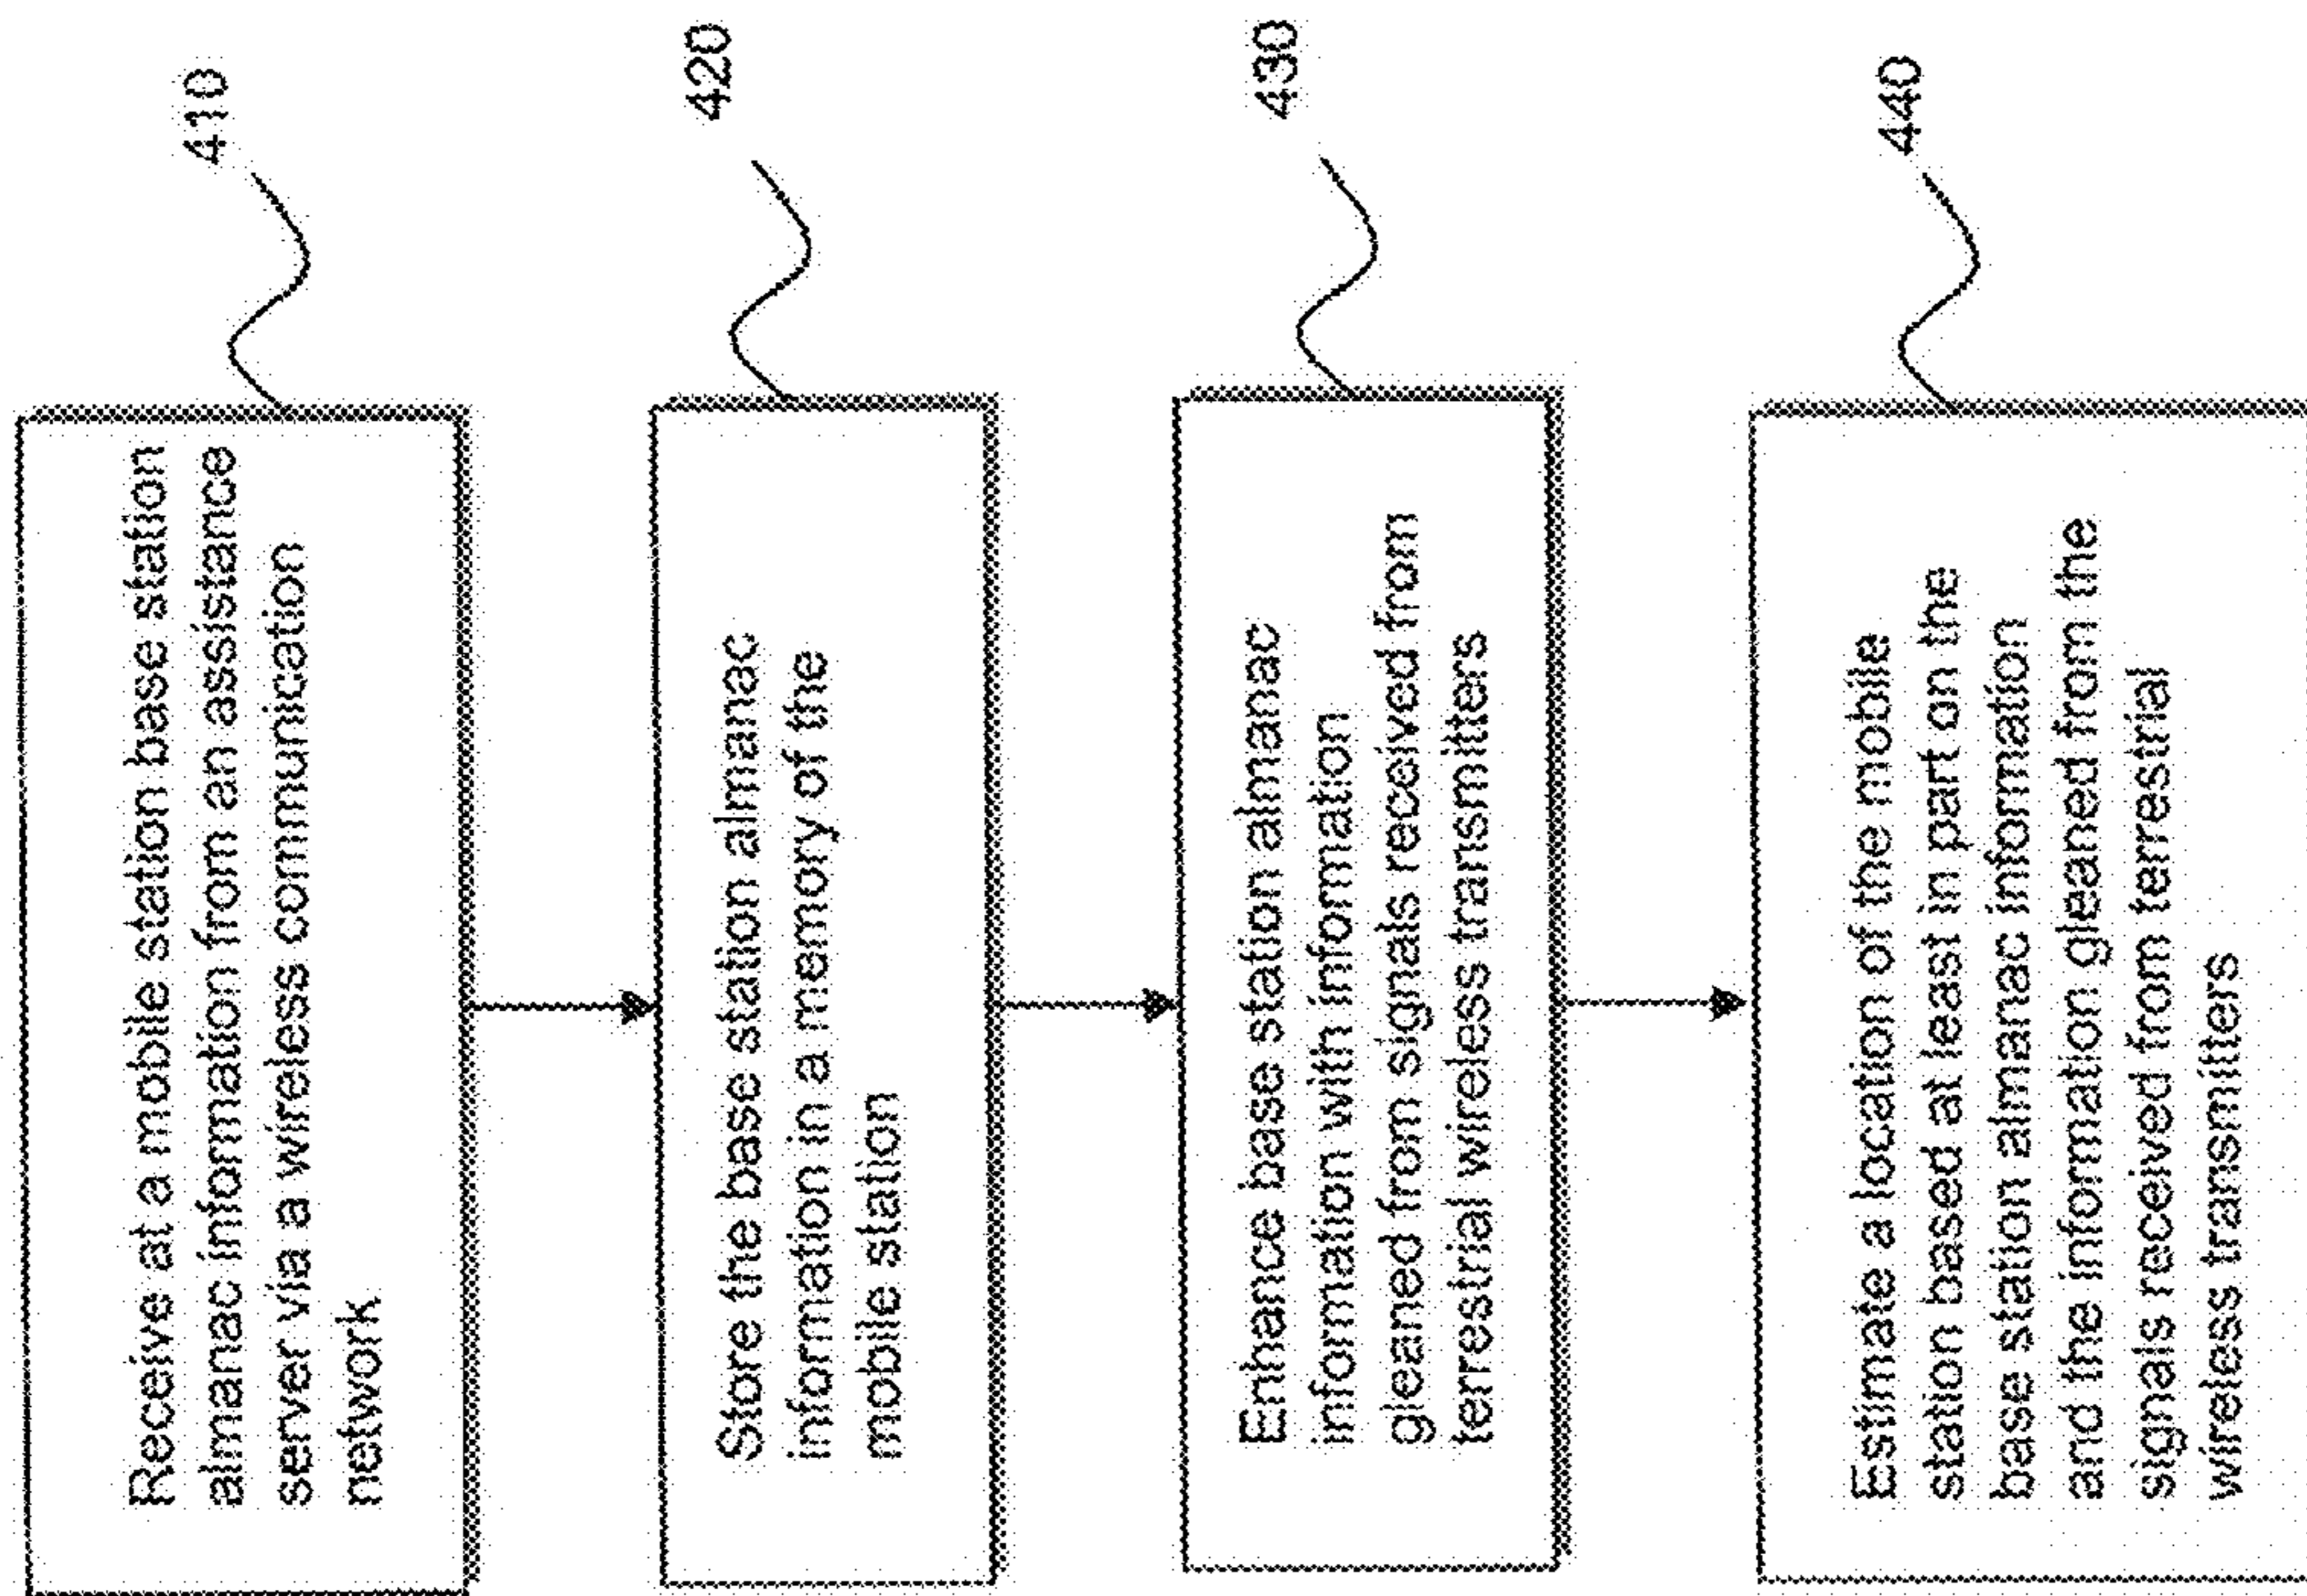 Receive at a mobile station base station
almanac information from an assistance
server via a wireless communication
network
410
Store the base station almanac
information in a memory of the
mobile station
420
Enhance base station almanac
information with information
gleaned from signals received from
terrestrial wireless transmitters
430
Estimate a location of the mobile
station based at least in part on the
base station almanac information
and the information gleaned from the
signals received from terrestrial
wireless transmitters
440